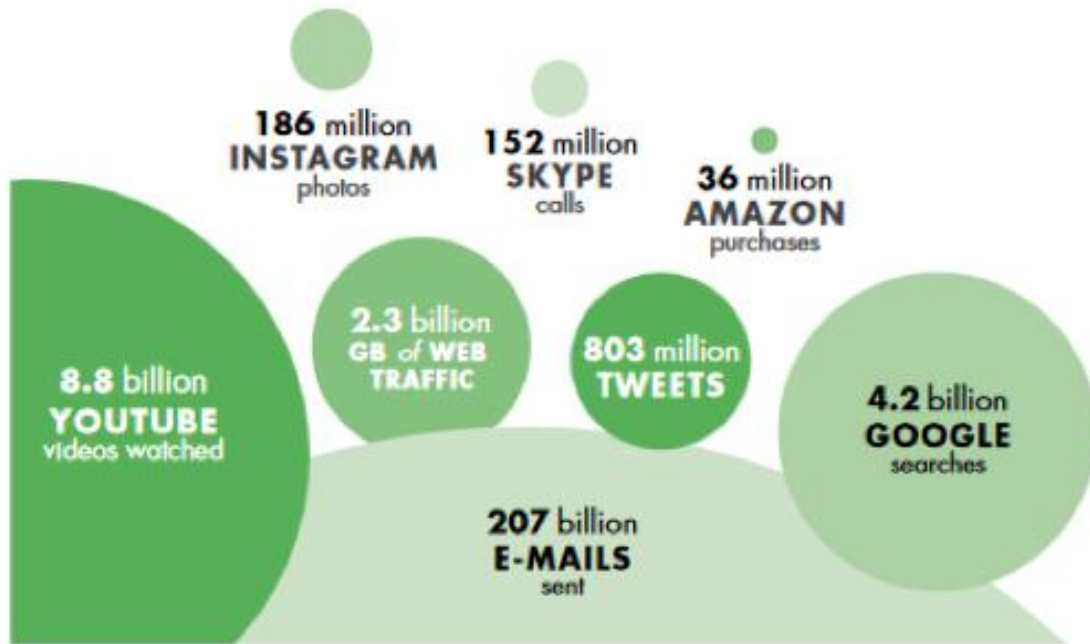 186 million
INSTAGRAM
photos
152 million
SKYPE
calls
36 million
AMAZON
purchases
8.8 billion
YOUTUBE
videos watched
2.3 billion
GB of WEB
TRAFFIC
803 million
TWEETS
4.2 billion
GOOGLE
searches
207 billion
E-MAILS
sent